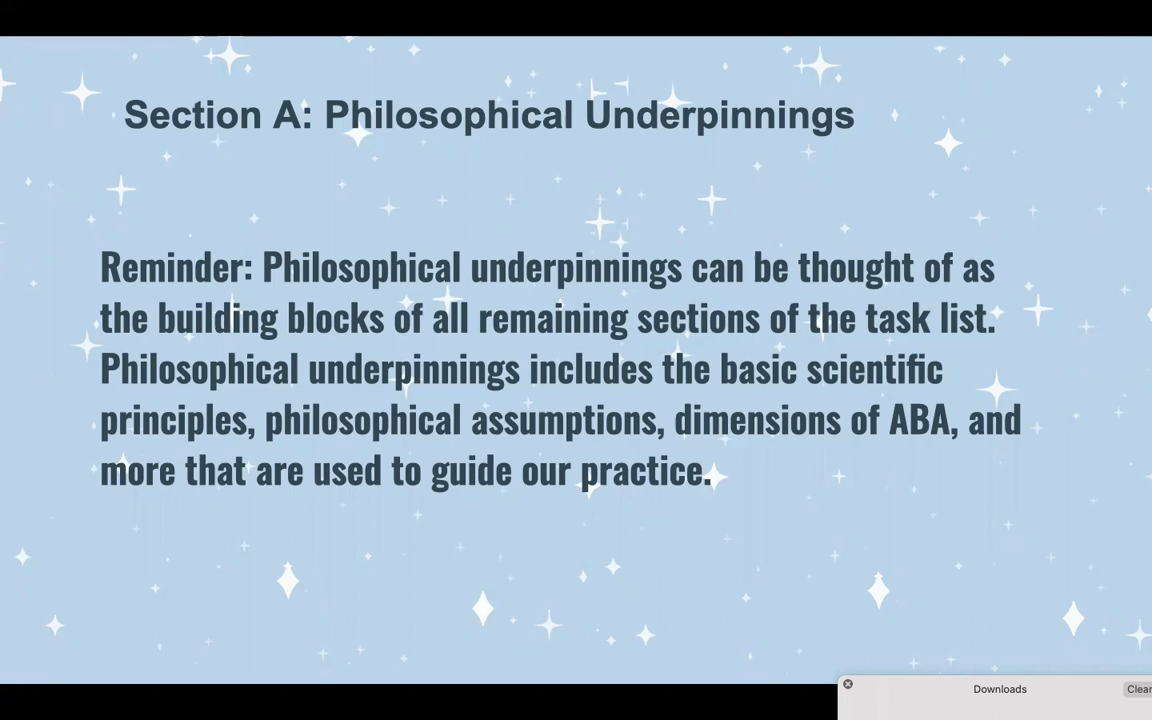 Section A: Philosophical Underpinnings
Reminder: Philosophical underpinnings can be thought of as
the building blocks of all remaining sections of the task list.
Philosophical underpinnings includes the basic scientific
principles, philosophical assumptions, dimensions of ABA, and
more that are used to guide our practice.
Downloads
Clear